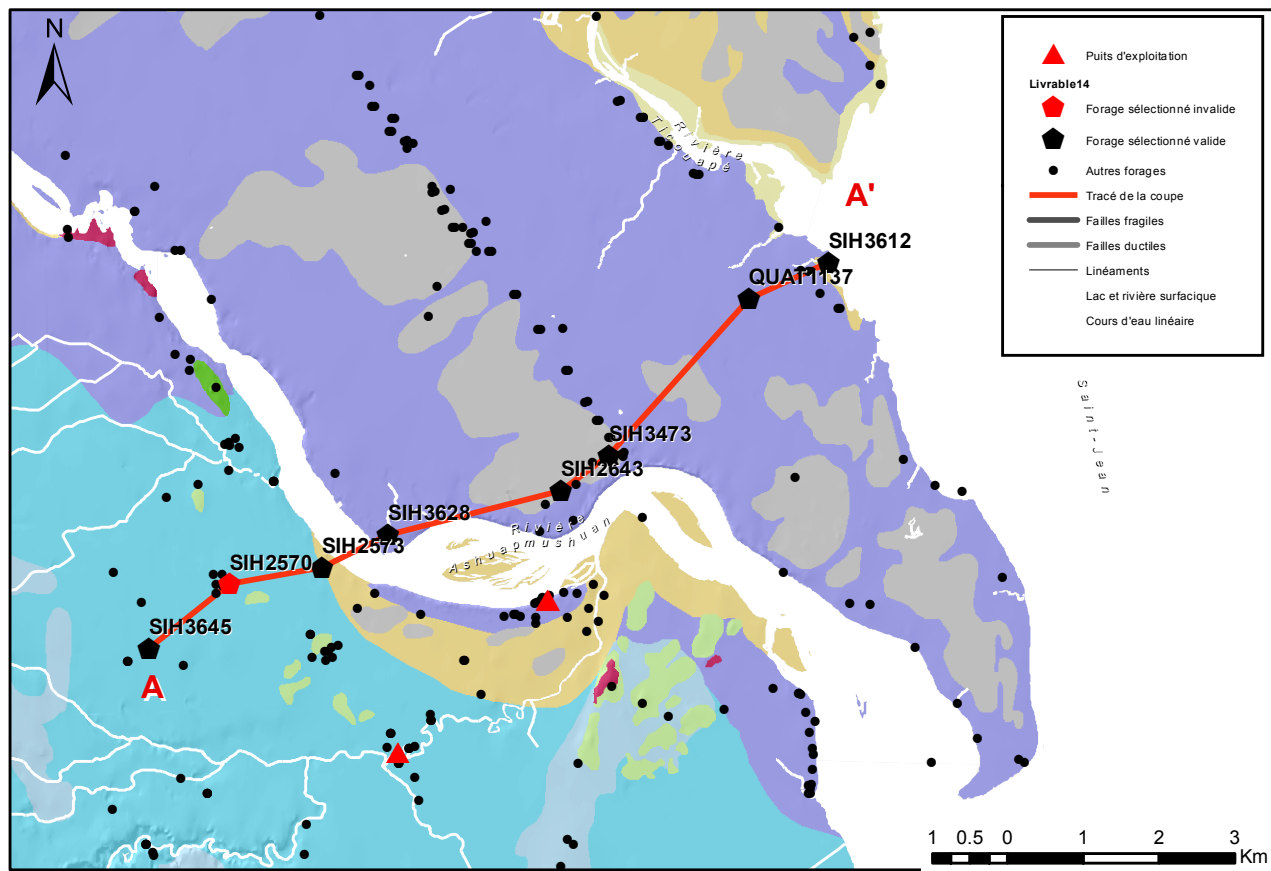 N
Puits d'exploitation
Livrable14
Forage sélectionné invalide
Forage sélectionné valide
Autres forages
Tracé de la coupe
Failles fragiles
Failles ductiles
Linéaments
Lac et rivière surfacique
Cours d'eau linéaire
Rivière
Ticouapé
A'
SIH3612
QUAT1137
Saint-Jean
SIH3473
SIH2643
SIH3628
Rivière
Ashuapmushuan
SIH2573
SIH2570
SIH3645
A
1 0.5 0 1 2 3
Km